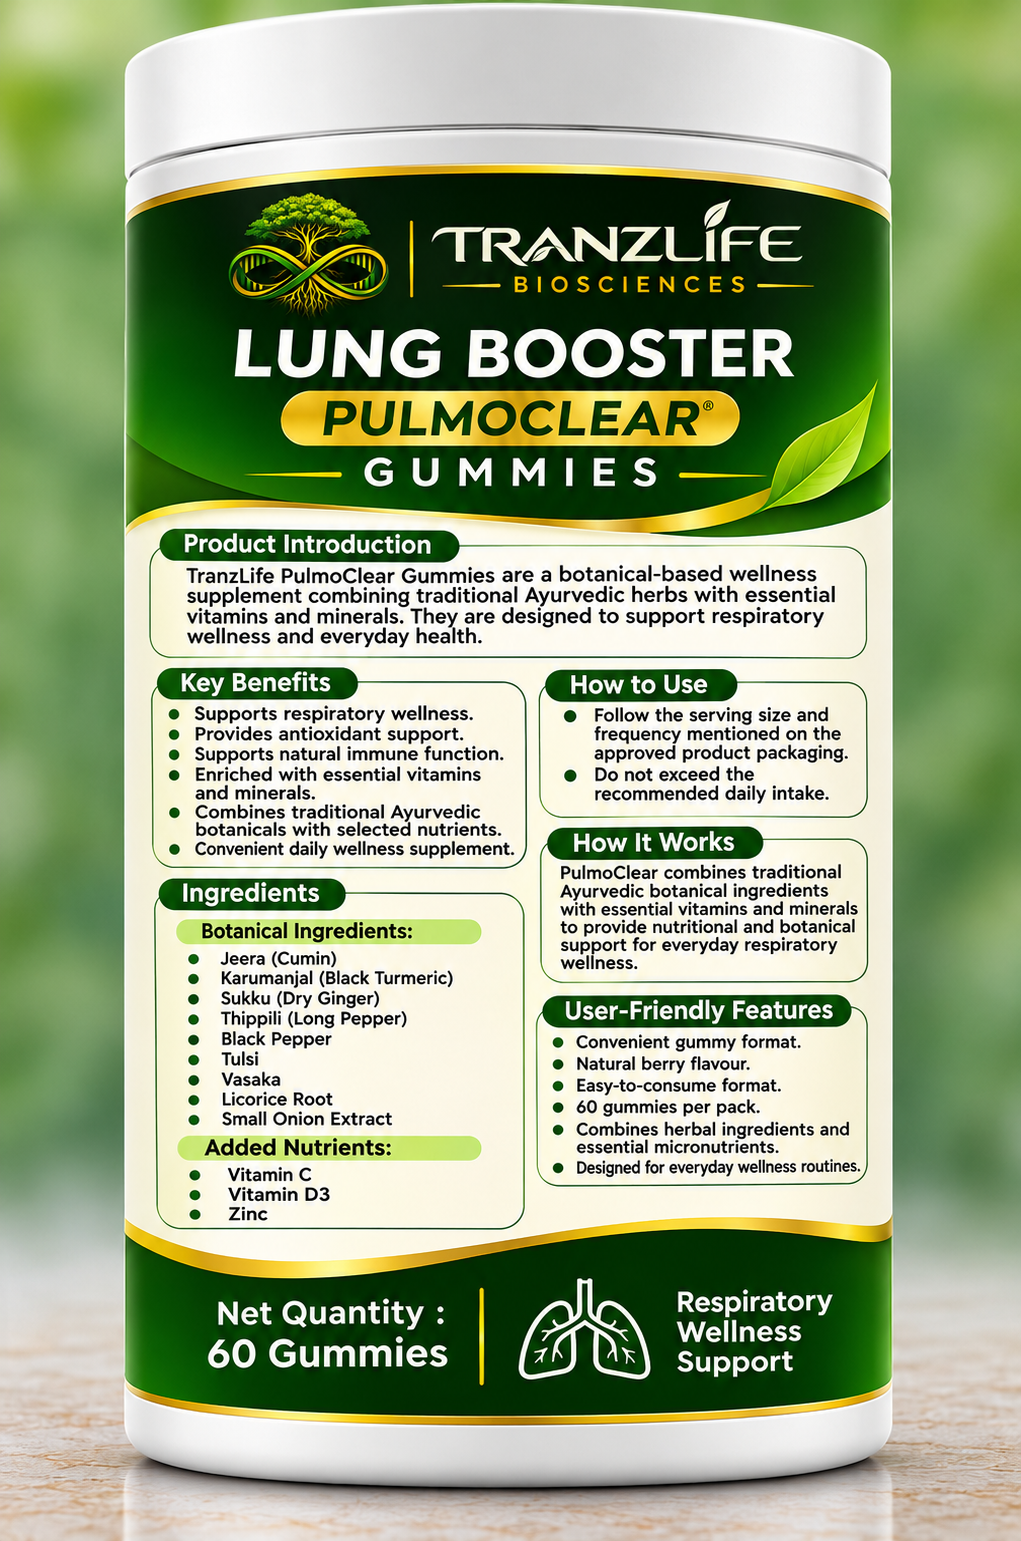 TRANZLIFE
BIOSCIENCES
LUNG BOOSTER
PULMOCLEAR®
GUMMIES
Product Introduction
TranzLife PulmoClear Gummies are a botanical-based wellness
supplement combining traditional Ayurvedic herbs with essential
vitamins and minerals. They are designed to support respiratory
wellness and everyday health.
Key Benefits
● Supports respiratory wellness.
● Provides antioxidant support.
● Supports natural immune function.
● Enriched with essential vitamins
and minerals.
● Combines traditional Ayurvedic
botanicals with selected nutrients.
● Convenient daily wellness supplement.
Ingredients
Botanical Ingredients:
● Jeera (Cumin)
● Karumanjal (Black Turmeric)
● Sukku (Dry Ginger)
● Thippili (Long Pepper)
● Black Pepper
● Tulsi
● Vasaka
● Licorice Root
● Small Onion Extract
Added Nutrients:
● Vitamin C
● Vitamin D3
● Zinc
How to Use
● Follow the serving size and
frequency mentioned on the
approved product packaging.
● Do not exceed the
recommended daily intake.
How It Works
PulmoClear combines traditional
Ayurvedic botanical ingredients
with essential vitamins and minerals
to provide nutritional and botanical
support for everyday respiratory
wellness.
User-Friendly Features
● Convenient gummy format.
● Natural berry flavour.
● Easy-to-consume format.
● 60 gummies per pack.
● Combines herbal ingredients and
essential micronutrients.
● Designed for everyday wellness routines.
Net Quantity :
60 Gummies
Respiratory
Wellness
Support